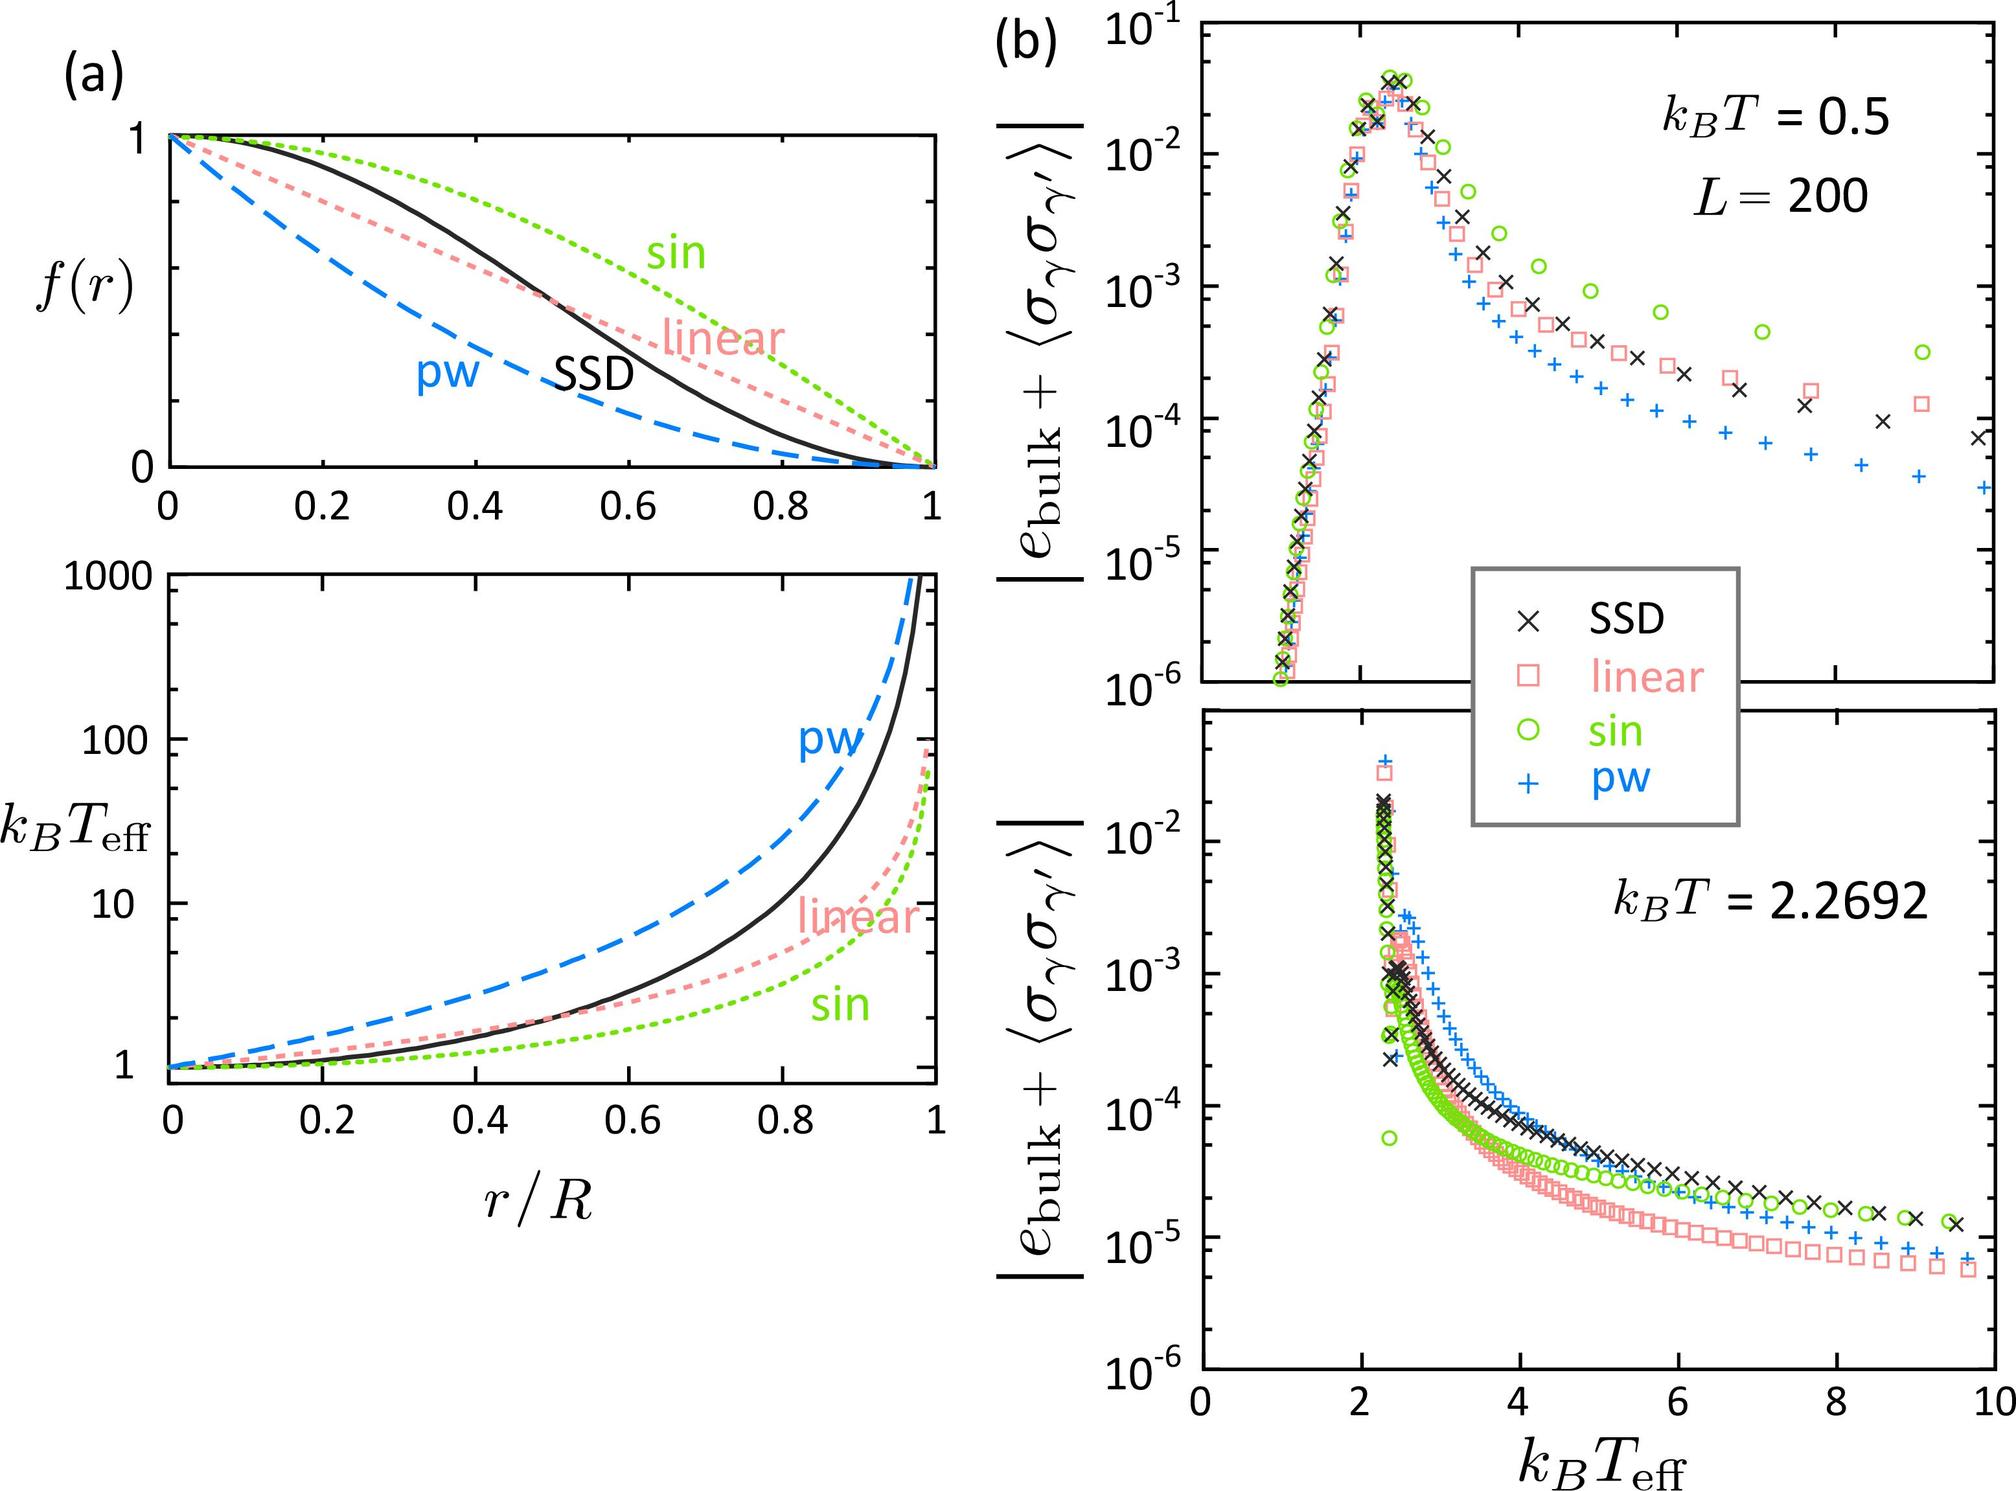 (a)
1
f(r)
0
sin
linear
SSD
pw
0 0.2 0.4 0.6 0.8 1
1000
100
10
1
k_B T_eff
pw
linear
sin
0 0.2 0.4 0.6 0.8 1
r/R
(b)
|e_bulk + ⟨σ_γ σ_γ′⟩|
10^-1
10^-2
10^-3
10^-4
10^-5
10^-6
k_B T = 0.5
L = 200
SSD
linear
sin
pw
|e_bulk + ⟨σ_γ σ_γ′⟩|
10^-2
10^-3
10^-4
10^-5
10^-6
k_B T = 2.2692
0 2 4 6 8 10
k_B T_eff